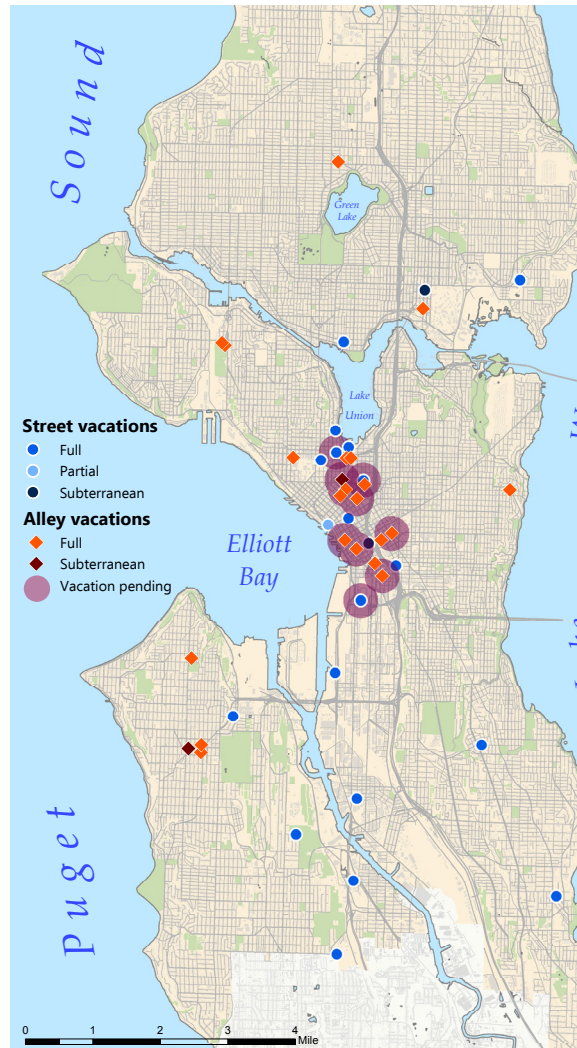 Sound
Green
Lake
Lake
Union
Street vacations
Full
Partial
Subterranean
Alley vacations
Full
Subterranean
Vacation pending
Elliott
Bay
Puget
0 1 2 3 4
Mile